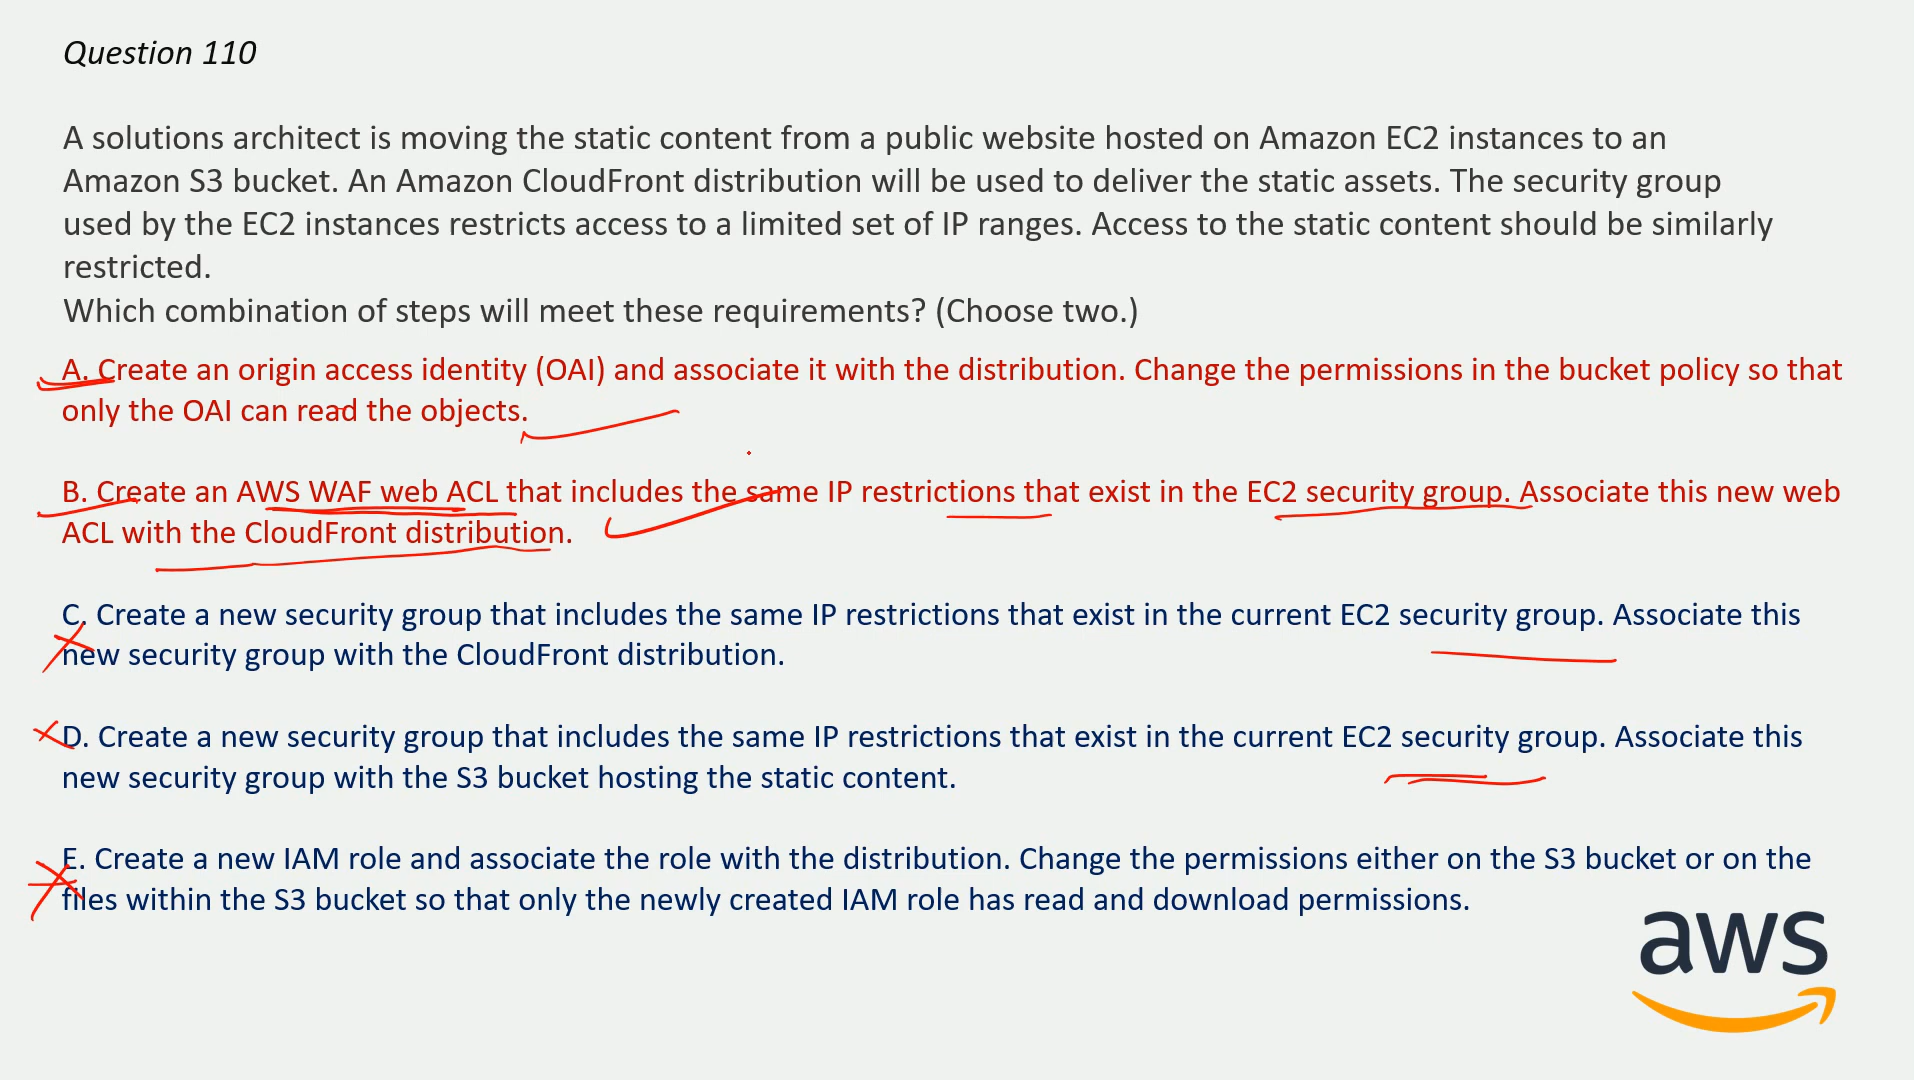 Question 110
A solutions architect is moving the static content from a public website hosted on Amazon EC2 instances to an
Amazon S3 bucket. An Amazon CloudFront distribution will be used to deliver the static assets. The security group
used by the EC2 instances restricts access to a limited set of IP ranges. Access to the static content should be similarly
restricted.
Which combination of steps will meet these requirements? (Choose two.)
A. Create an origin access identity (OAI) and associate it with the distribution. Change the permissions in the bucket policy so that
only the OAI can read the objects.
B. Create an AWS WAF web ACL that includes the same IP restrictions that exist in the EC2 security group. Associate this new web
ACL with the CloudFront distribution.
C. Create a new security group that includes the same IP restrictions that exist in the current EC2 security group. Associate this
new security group with the CloudFront distribution.
D. Create a new security group that includes the same IP restrictions that exist in the current EC2 security group. Associate this
new security group with the S3 bucket hosting the static content.
E. Create a new IAM role and associate the role with the distribution. Change the permissions either on the S3 bucket or on the
files within the S3 bucket so that only the newly created IAM role has read and download permissions.
aws